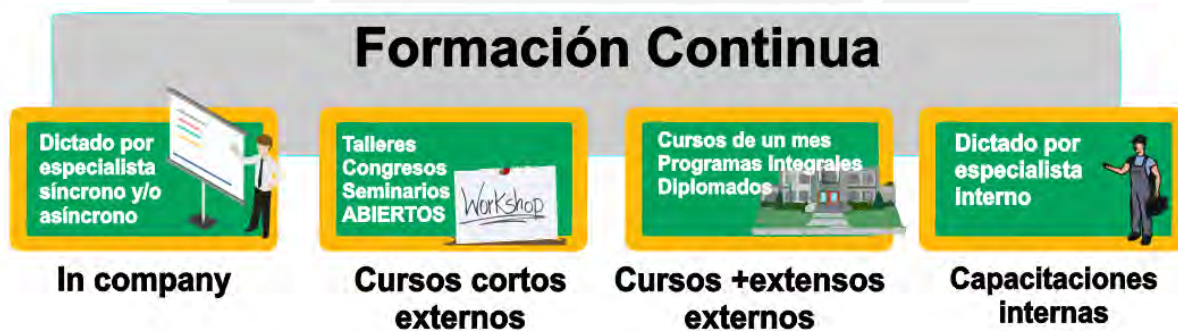 Formación Continua
Dictado por
especialista
síncrono y/o
asíncrono
In company
Talleres
Congresos
Seminarios
ABIERTOS
Workshop
Cursos cortos
externos
Cursos de un mes
Programas Integrales
Diplomados
Cursos +extensos
externos
Dictado por
especialista
interno
Capacitaciones
internas